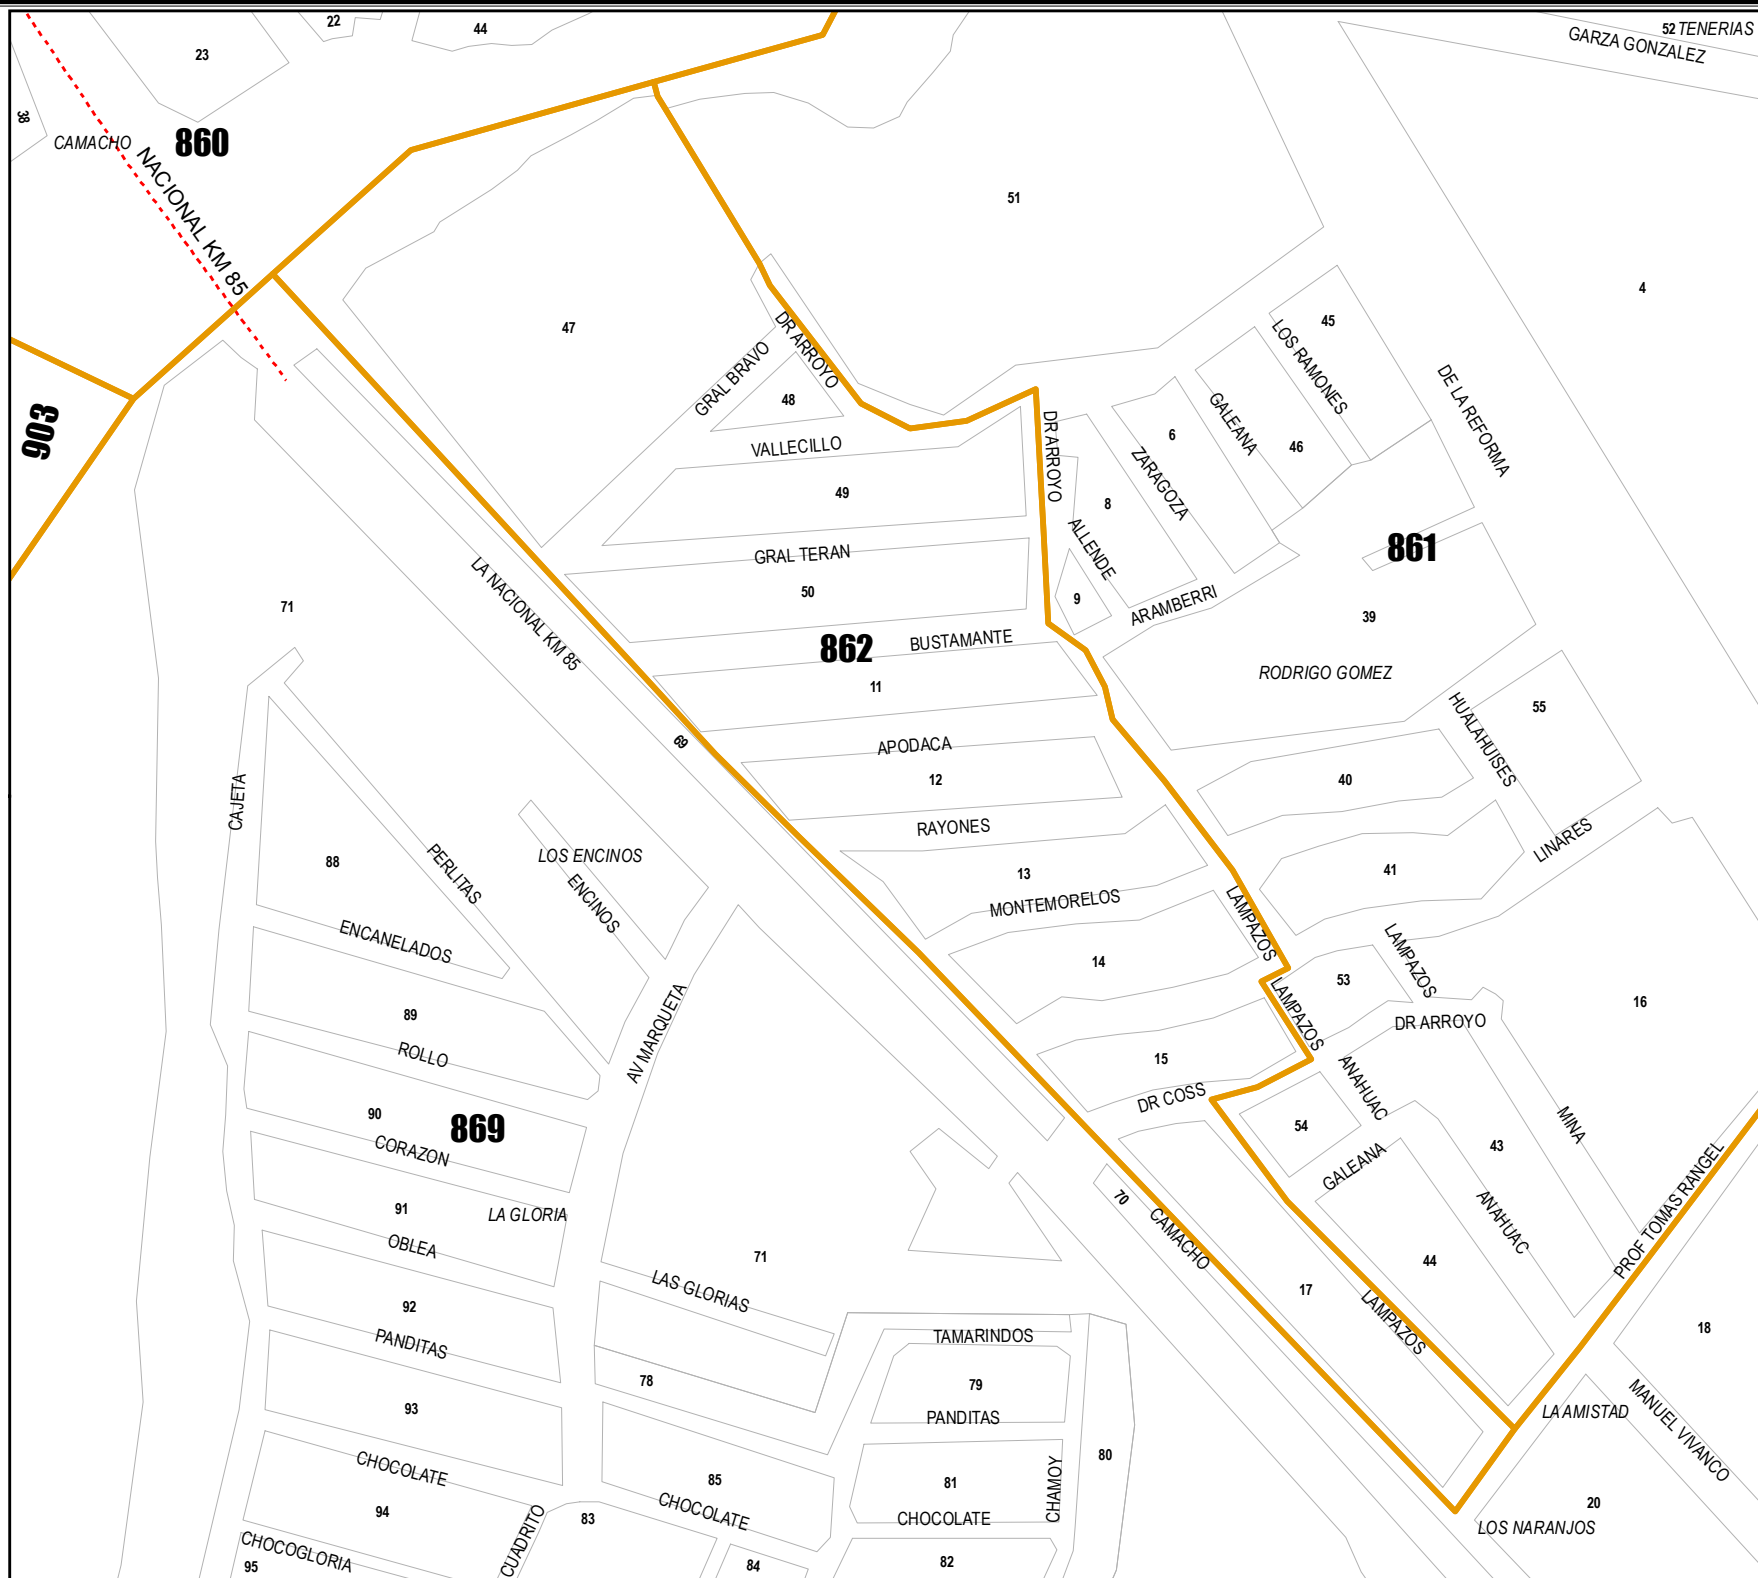 22
44
52 TENERIAS
GARZA GONZALEZ
23
38
CAMACHO
860
NACIONAL KM 85
51
4
47
45
LOS RAMONES
DR ARROYO
GRAL BRAVO
48
903
VALLECILLO
DR ARROYO
6
GALEANA
46
DE LA REFORMA
ZARAGOZA
49
8
ALLENDE
861
GRAL TERAN
50
9
ARAMBERRI
39
71
LA NACIONAL KM 85
862
BUSTAMANTE
RODRIGO GOMEZ
11
HUALAHUISES
55
69
APODACA
12
40
CAJETA
RAYONES
LINARES
88
PERLITAS
LOS ENCINOS
ENCINOS
13
41
MONTEMORELOS
LAMPAZOS
ENCANELADOS
14
LAMPAZOS
53
16
LAMPAZOS
89
AV MARQUETA
DR ARROYO
ROLLO
15
ANAHUAC
DR COSS
90
869
CORAZON
54
MINA
43
GALEANA
PROF TOMAS RANGEL
91
LA GLORIA
70
CAMACHO
ANAHUAC
OBLEA
71
44
LAS GLORIAS
17
92
LAMPAZOS
18
PANDITAS
TAMARINDOS
78
79
93
PANDITAS
LA AMISTAD
MANUEL VIVANCO
CHOCOLATE
85
81
80
CHAMOY
94
CHOCOLATE
CHOCOLATE
20
CUADRITO
83
LOS NARANJOS
CHOCOGLORIA
95
84
82